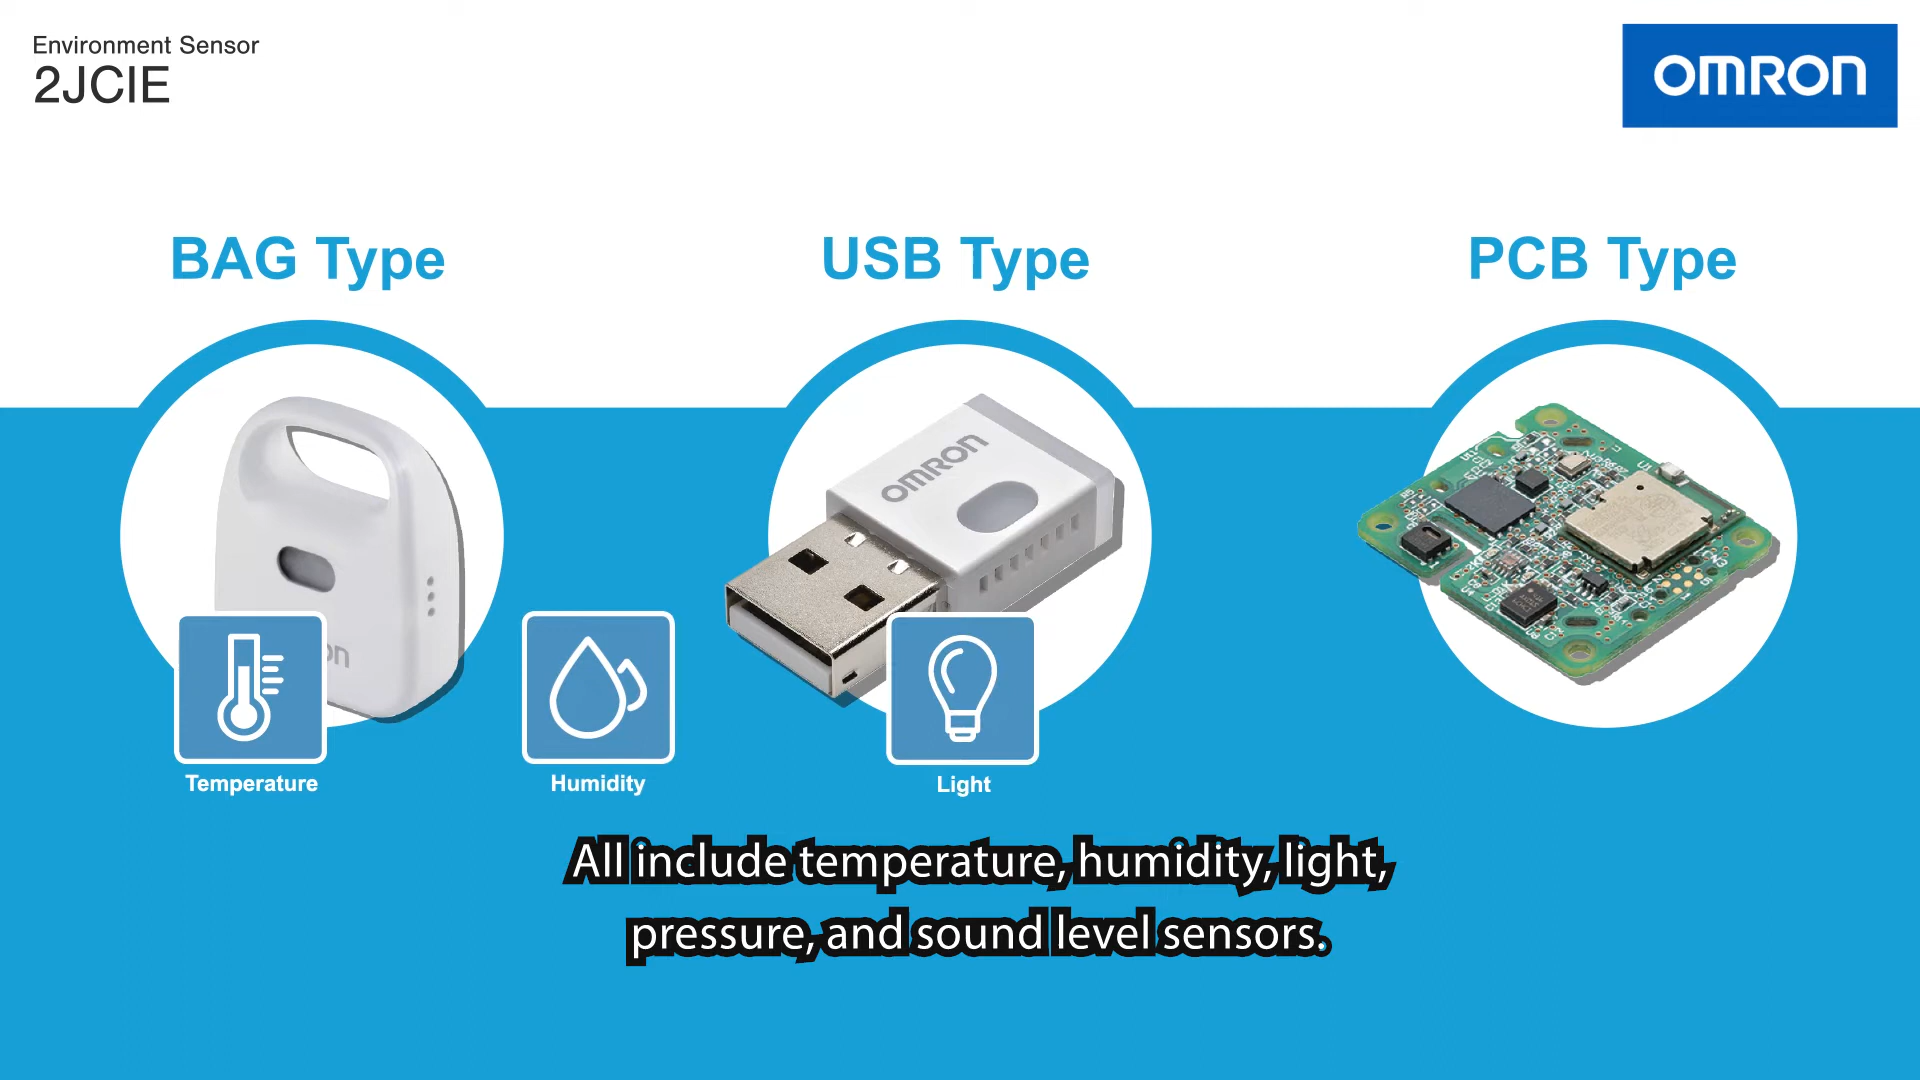 Environment Sensor
2JCIE
OMRON
BAG Type
USB Type
PCB Type
OMRON
Temperature
Humidity
Light
All include temperature, humidity, light,
pressure, and sound level sensors.